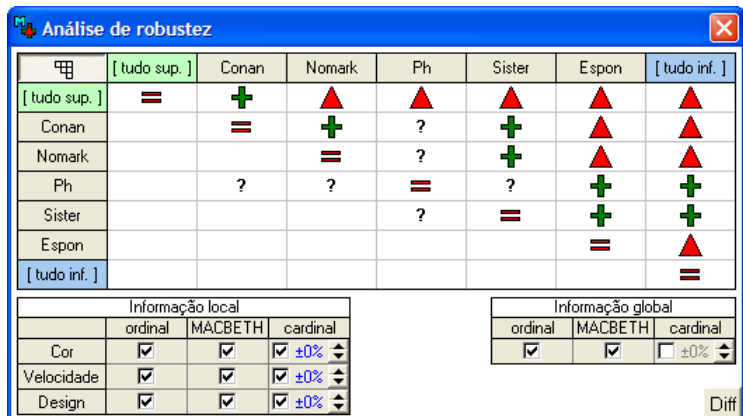 Análise de robustez
[ tudo sup. ] Conan Nomark Ph Sister Espon [ tudo inf. ]
[ tudo sup. ] = +
Conan = + ? +
Nomark = ? +
Ph ? ? = ? + +
Sister ? = + +
Espon =
[ tudo inf. ] =
Informação local Informação global
ordinal MACBETH cardinal ordinal MACBETH cardinal
Cor ±0% ±0%
Velocidade ±0%
Design ±0% Diff